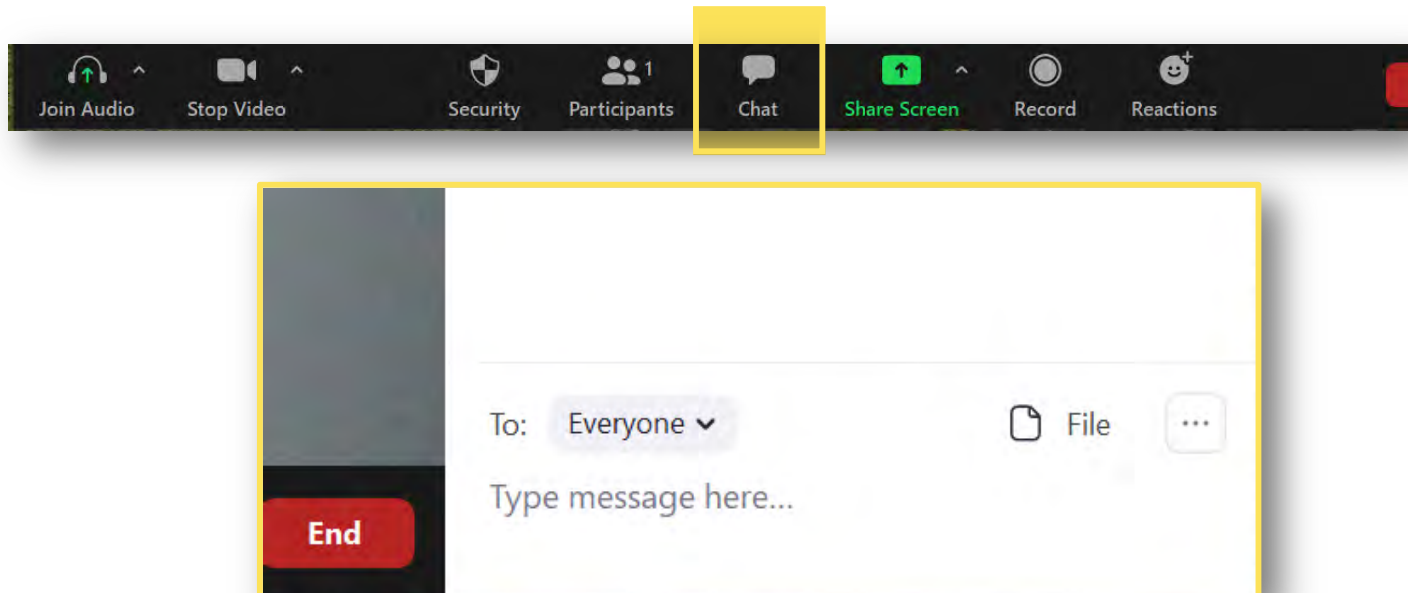 1
Join Audio Stop Video Security Participants Chat Share Screen Record Reactions
To: Everyone File ...
Type message here...
End